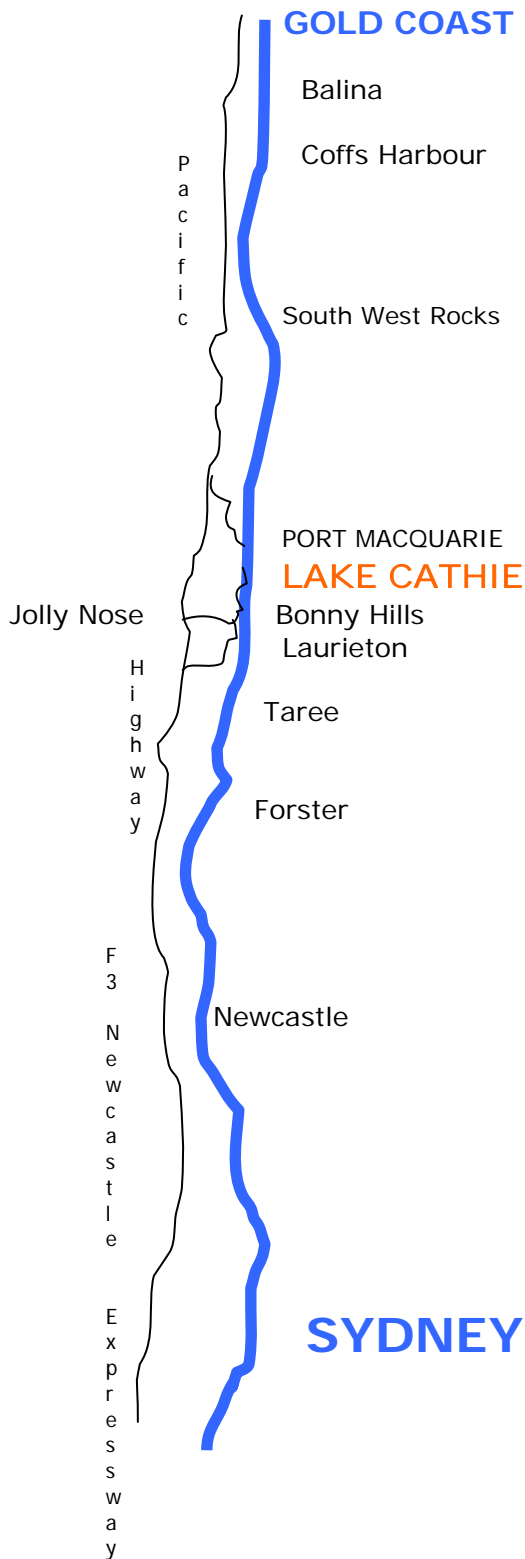 GOLD COAST
Balina
Coffs Harbour
Pacific
South West Rocks
PORT MACQUARIE
LAKE CATHIE
Jolly Nose
Bonny Hills
Laurieton
Highway
Taree
Forster
F3 Newcastle Expressway
Newcastle
SYDNEY